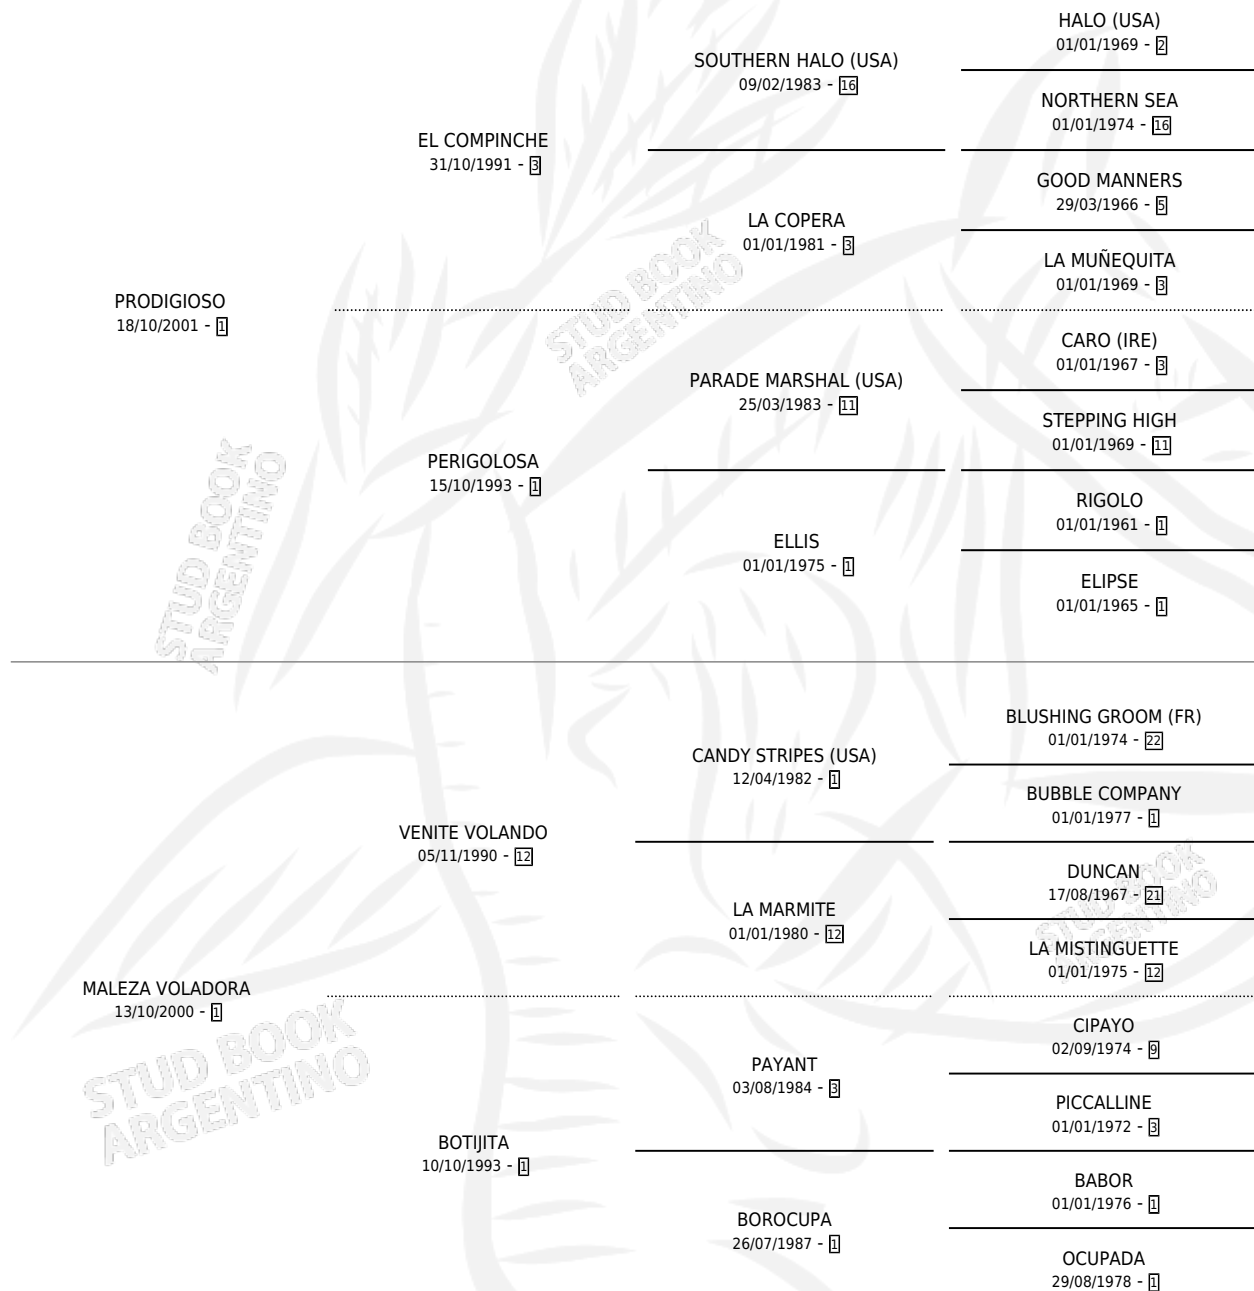 HALO (USA)
01/01/1969 - 2
SOUTHERN HALO (USA)
09/02/1983 - 16
NORTHERN SEA
01/01/1974 - 16
EL COMPINCHE
31/10/1991 - 3
GOOD MANNERS
29/03/1966 - 5
LA COPERA
01/01/1981 - 3
LA MUÑEQUITA
01/01/1969 - 3
PRODIGIOSO
18/10/2001 - 1
CARO (IRE)
01/01/1967 - 3
PARADE MARSHAL (USA)
25/03/1983 - 11
STEPPING HIGH
01/01/1969 - 11
PERIGOLOSA
15/10/1993 - 1
RIGOLO
01/01/1961 - 1
ELLIS
01/01/1975 - 1
ELIPSE
01/01/1965 - 1
BLUSHING GROOM (FR)
01/01/1974 - 22
CANDY STRIPES (USA)
12/04/1982 - 1
BUBBLE COMPANY
01/01/1977 - 1
VENITE VOLANDO
05/11/1990 - 12
DUNCAN
17/08/1967 - 21
LA MARMITE
01/01/1980 - 12
LA MISTINGUETTE
01/01/1975 - 12
MALEZA VOLADORA
13/10/2000 - 1
CIPAYO
02/09/1974 - 9
PAYANT
03/08/1984 - 3
PICCALLINE
01/01/1972 - 3
BOTIJITA
10/10/1993 - 1
BABOR
01/01/1976 - 1
BOROCUPA
26/07/1987 - 1
OCUPADA
29/08/1978 - 1
STUD BOOK
ARGENTINO
STUD BOOK
ARGENTINO
STUD BOOK
ARGENTINO
STUD BOOK
ARGENTINO